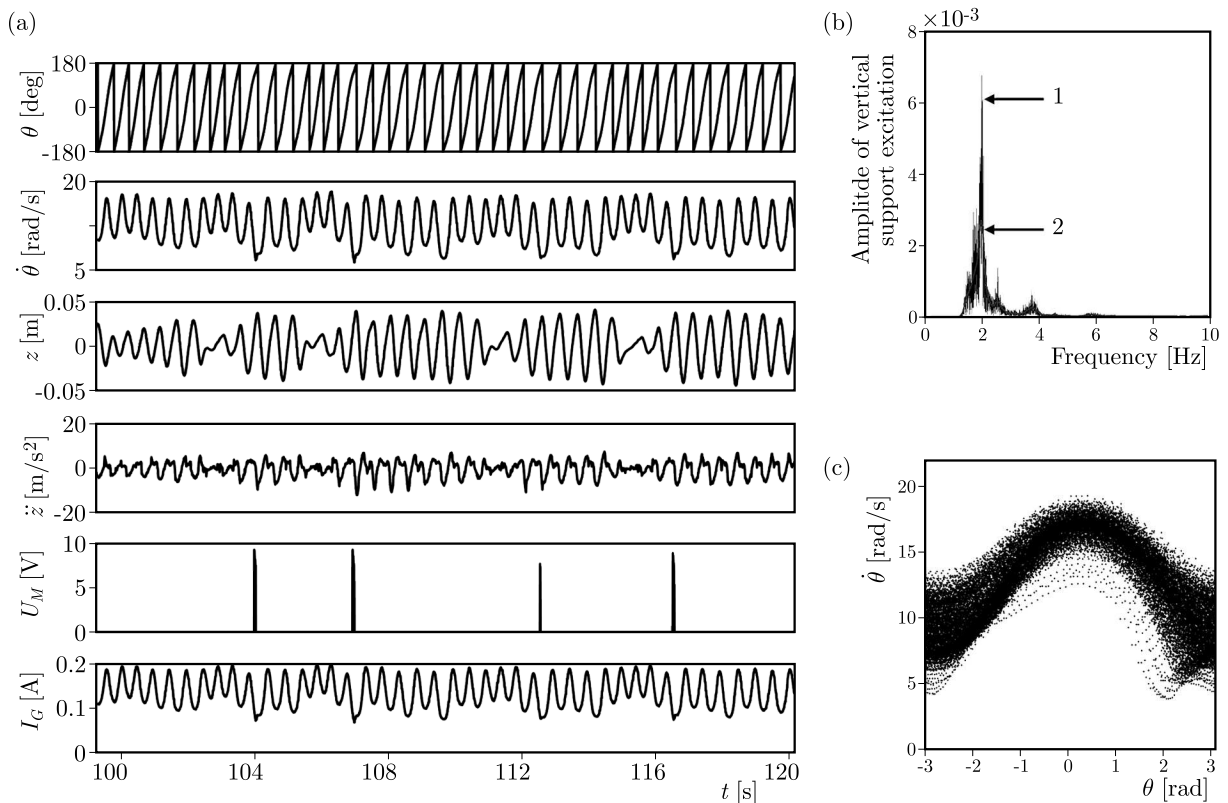 (a)
180
0
-180
θ [deg]
20
5
θ̇ [rad/s]
0.05
0
-0.05
z [m]
20
0
-20
z̈ [m/s²]
10
5
0
U_M [V]
0.2
0.1
0
I_G [A]
100 104 108 112 116 120
t [s]
(b)
×10⁻³
8
6
4
2
0
Amplitde of vertical
support excitation
1
2
0 2 4 6 8 10
Frequency [Hz]
(c)
20
15
10
5
0
θ̇ [rad/s]
-3 -2 -1 0 1 2 3
θ [rad]